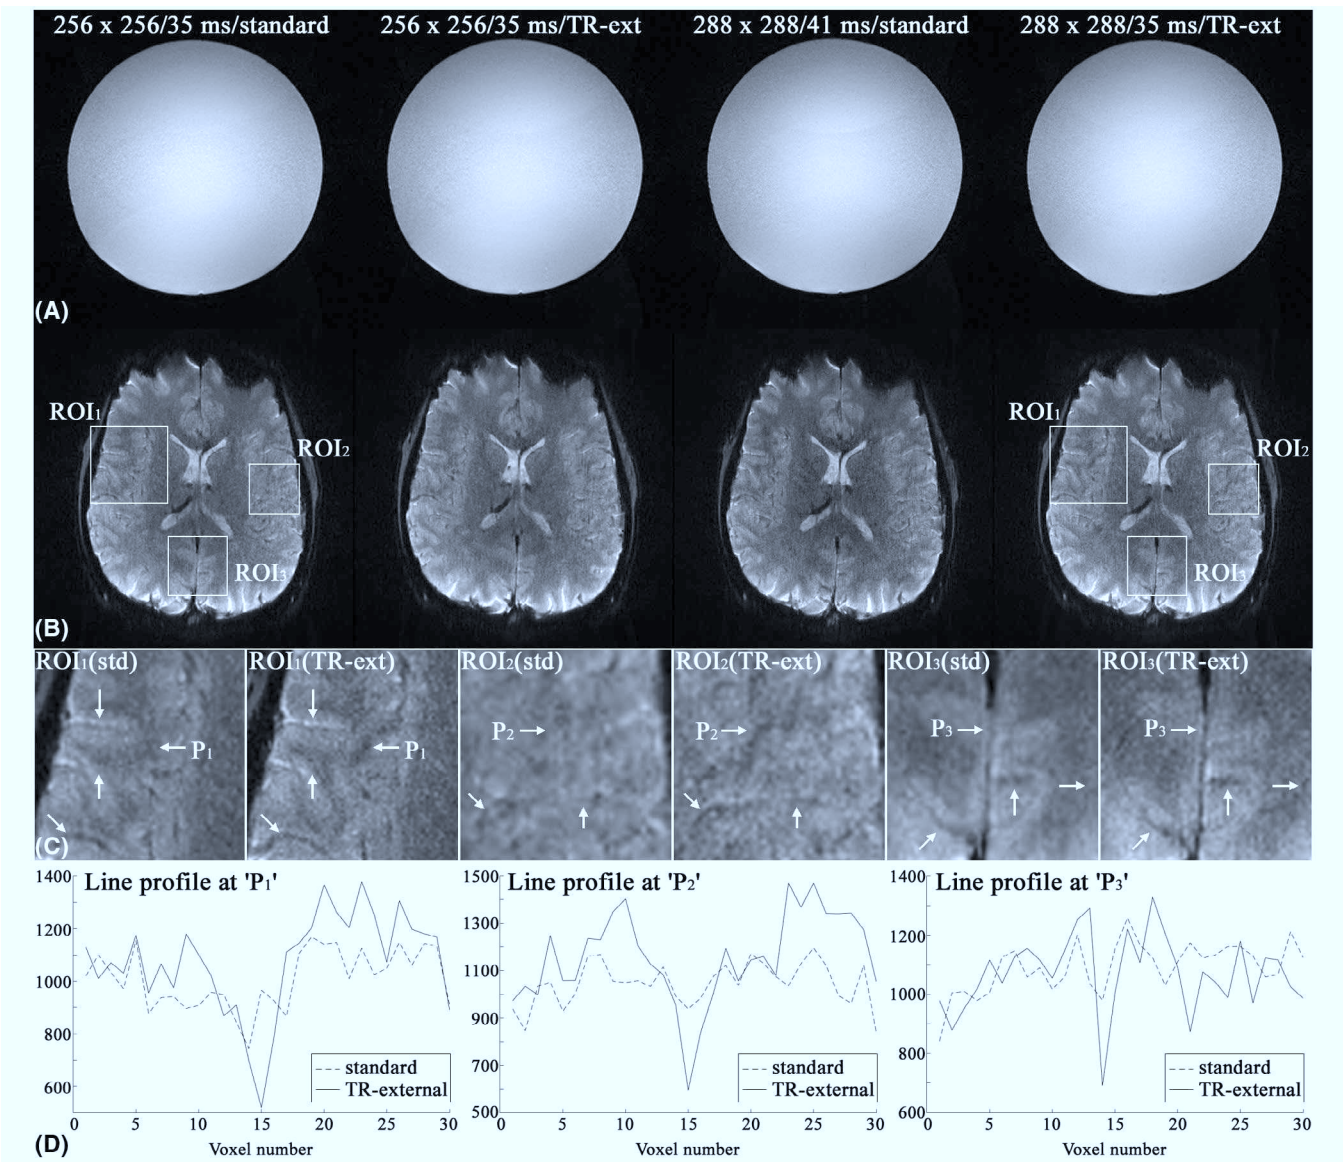 256 x 256/35 ms/standard 256 x 256/35 ms/TR-ext 288 x 288/41 ms/standard 288 x 288/35 ms/TR-ext
(A)
ROI₁ ROI₂ ROI₃ ROI₁ ROI₂ ROI₃
(B)
ROI₁(std) ROI₁(TR-ext) ROI₂(std) ROI₂(TR-ext) ROI₃(std) ROI₃(TR-ext)
P₁ P₁ P₂ P₂ P₃ P₃
(C)
Line profile at 'P₁'
1400
1200
1000
800
600
standard
TR-external
0 5 10 15 20 25 30
Voxel number
Line profile at 'P₂'
1500
1300
1100
900
700
500
standard
TR-external
0 5 10 15 20 25 30
Voxel number
Line profile at 'P₃'
1400
1200
1000
800
600
standard
TR-external
0 5 10 15 20 25 30
Voxel number
(D)